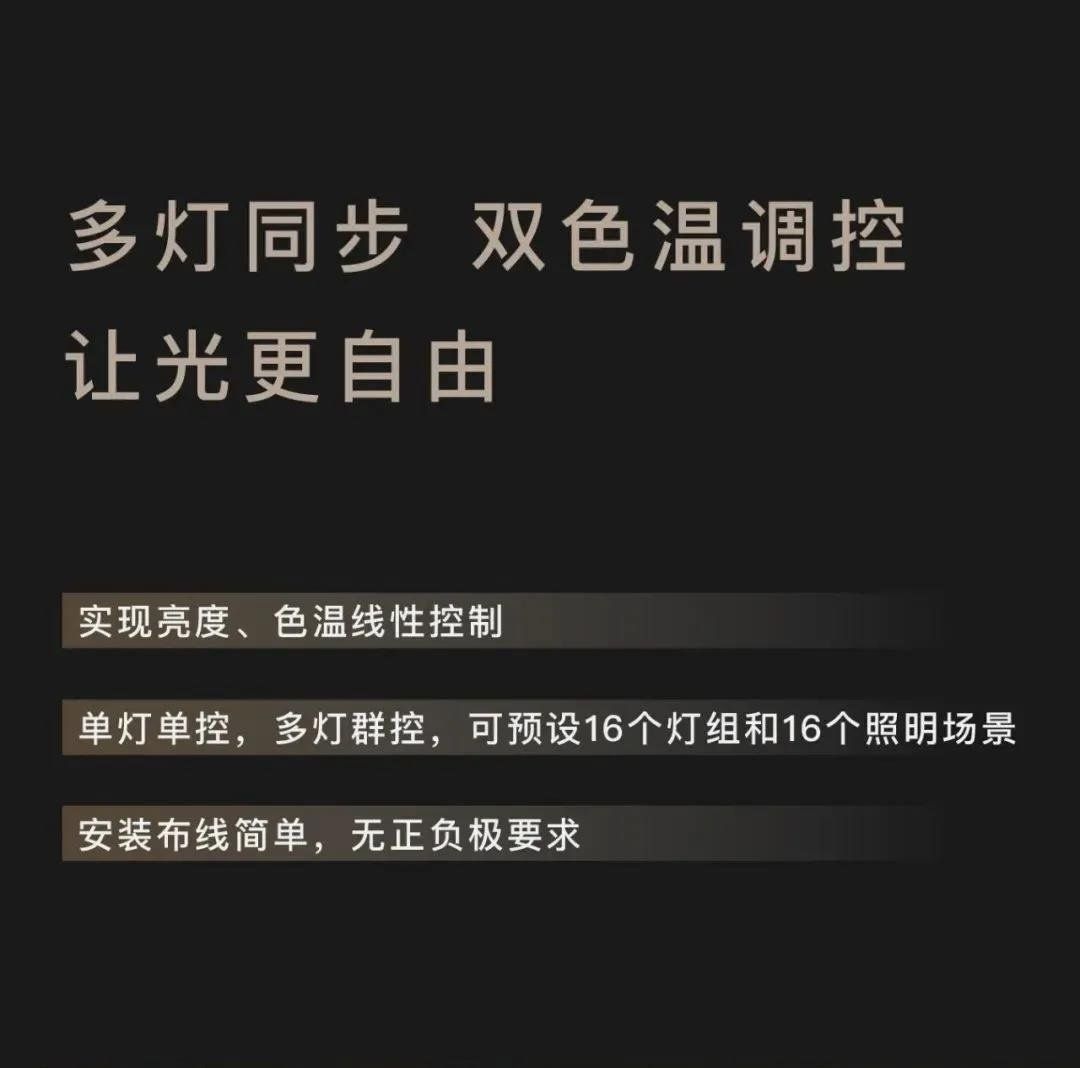 多灯同步 双色温调控
让光更自由
实现亮度、色温线性控制
单灯单控，多灯群控，可预设16个灯组和16个照明场景
安装布线简单，无正负极要求